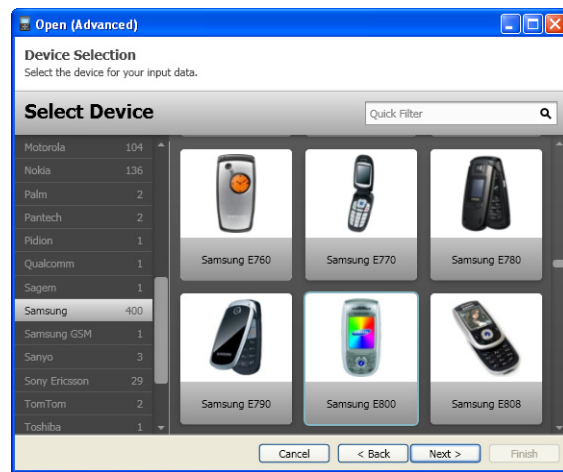 Open (Advanced)
Device Selection
Select the device for your input data.
Select Device
Quick Filter
Motorola 104
Nokia 136
Palm 2
Pantech 2
Pidion 1
Qualcomm 1
Sagem 1
Samsung 400
Samsung GSM 1
Sanyo 3
Sony Ericsson 29
TomTom 2
Toshiba 1
Samsung E760
Samsung E770
Samsung E780
Samsung E790
Samsung E800
Samsung E808
Cancel
< Back
Next >
Finish